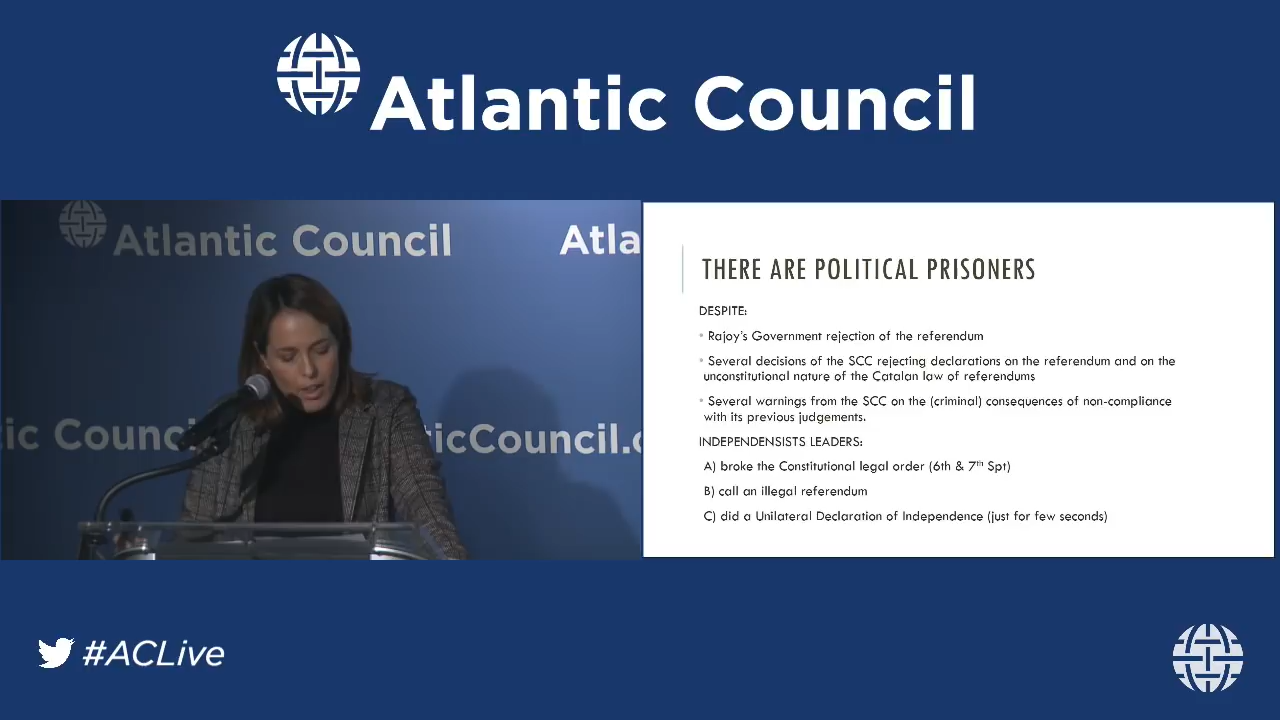 Atlantic Council
Atlantic Council
Atla
ic Counci
ticCouncil.c
THERE ARE POLITICAL PRISONERS
DESPITE:
• Rajoy's Government rejection of the referendum
• Several decisions of the SCC rejecting declarations on the referendum and on the
unconstitutional nature of the Catalan law of referendums
• Several warnings from the SCC on the (criminal) consequences of non-compliance
with its previous judgements.
INDEPENDENSISTS LEADERS:
A) broke the Constitutional legal order (6th & 7th Spt)
B) call an illegal referendum
C) did a Unilateral Declaration of Independence (just for few seconds)
#ACLive